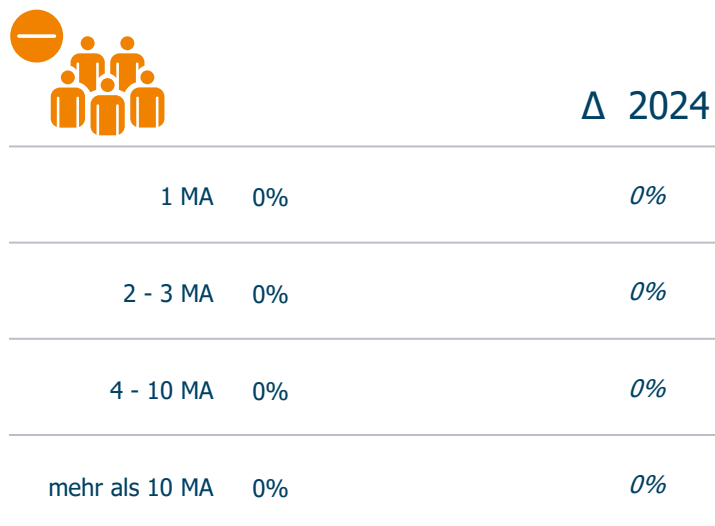 Δ 2024
1 MA 0% 0%
2 - 3 MA 0% 0%
4 - 10 MA 0% 0%
mehr als 10 MA 0% 0%